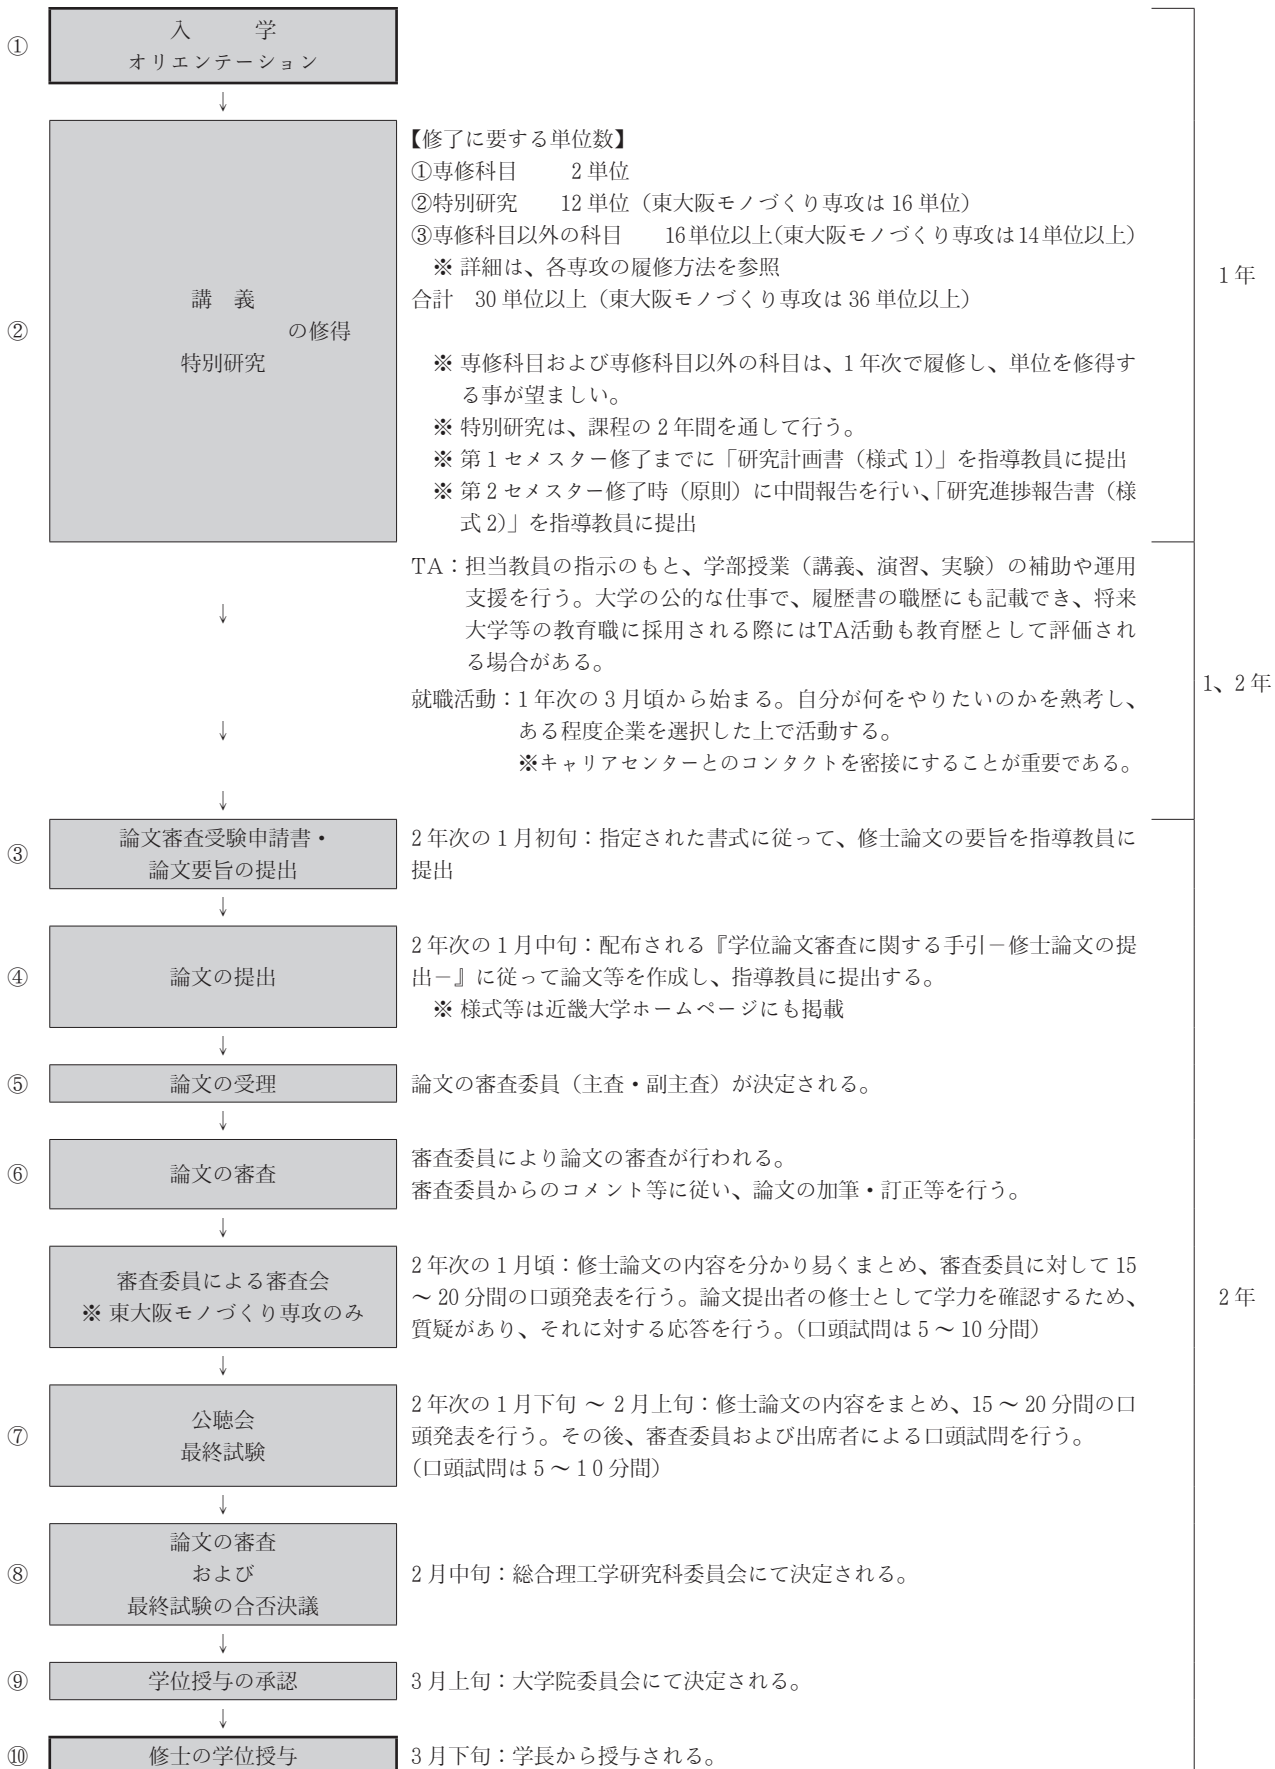 ① 入　学
オリエンテーション
↓
② 講　義
の修得
特別研究
【修了に要する単位数】
①専修科目　2 単位
②特別研究　12 単位（東大阪モノづくり専攻は 16 単位）
③専修科目以外の科目　16単位以上(東大阪モノづくり専攻は14単位以上)
※ 詳細は、各専攻の履修方法を参照
合計　30 単位以上（東大阪モノづくり専攻は 36 単位以上）
※ 専修科目および専修科目以外の科目は、1 年次で履修し、単位を修得す
る事が望ましい。
※ 特別研究は、課程の 2 年間を通して行う。
※ 第 1 セメスター修了までに「研究計画書（様式 1）」を指導教員に提出
※ 第 2 セメスター修了時（原則）に中間報告を行い、「研究進捗報告書（様
式 2）」を指導教員に提出
1 年
↓
TA：担当教員の指示のもと、学部授業（講義、演習、実験）の補助や運用
支援を行う。大学の公的な仕事で、履歴書の職歴にも記載でき、将来
大学等の教育職に採用される際にはTA活動も教育歴として評価され
る場合がある。
↓
就職活動：1 年次の 3 月頃から始まる。自分が何をやりたいのかを熟考し、
ある程度企業を選択した上で活動する。
※キャリアセンターとのコンタクトを密接にすることが重要である。
1、2 年
↓
③ 論文審査受験申請書・
論文要旨の提出
2 年次の 1 月初旬：指定された書式に従って、修士論文の要旨を指導教員に
提出
↓
④ 論文の提出
2 年次の 1 月中旬：配布される『学位論文審査に関する手引－修士論文の提
出－』に従って論文等を作成し、指導教員に提出する。
※ 様式等は近畿大学ホームページにも掲載
↓
⑤ 論文の受理
論文の審査委員（主査・副主査）が決定される。
↓
⑥ 論文の審査
審査委員により論文の審査が行われる。
審査委員からのコメント等に従い、論文の加筆・訂正等を行う。
↓
審査委員による審査会
※ 東大阪モノづくり専攻のみ
2 年次の 1 月頃：修士論文の内容を分かり易くまとめ、審査委員に対して 15
～ 20 分間の口頭発表を行う。論文提出者の修士として学力を確認するため、
質疑があり、それに対する応答を行う。（口頭試問は 5 ～ 10 分間）
2 年
↓
⑦ 公聴会
最終試験
2 年次の 1 月下旬 ～ 2 月上旬：修士論文の内容をまとめ、15 ～ 20 分間の口
頭発表を行う。その後、審査委員および出席者による口頭試問を行う。
（口頭試問は 5 ～ 1 0 分間）
↓
⑧ 論文の審査
および
最終試験の合否決議
2 月中旬：総合理工学研究科委員会にて決定される。
↓
⑨ 学位授与の承認
3 月上旬：大学院委員会にて決定される。
↓
⑩ 修士の学位授与
3 月下旬：学長から授与される。